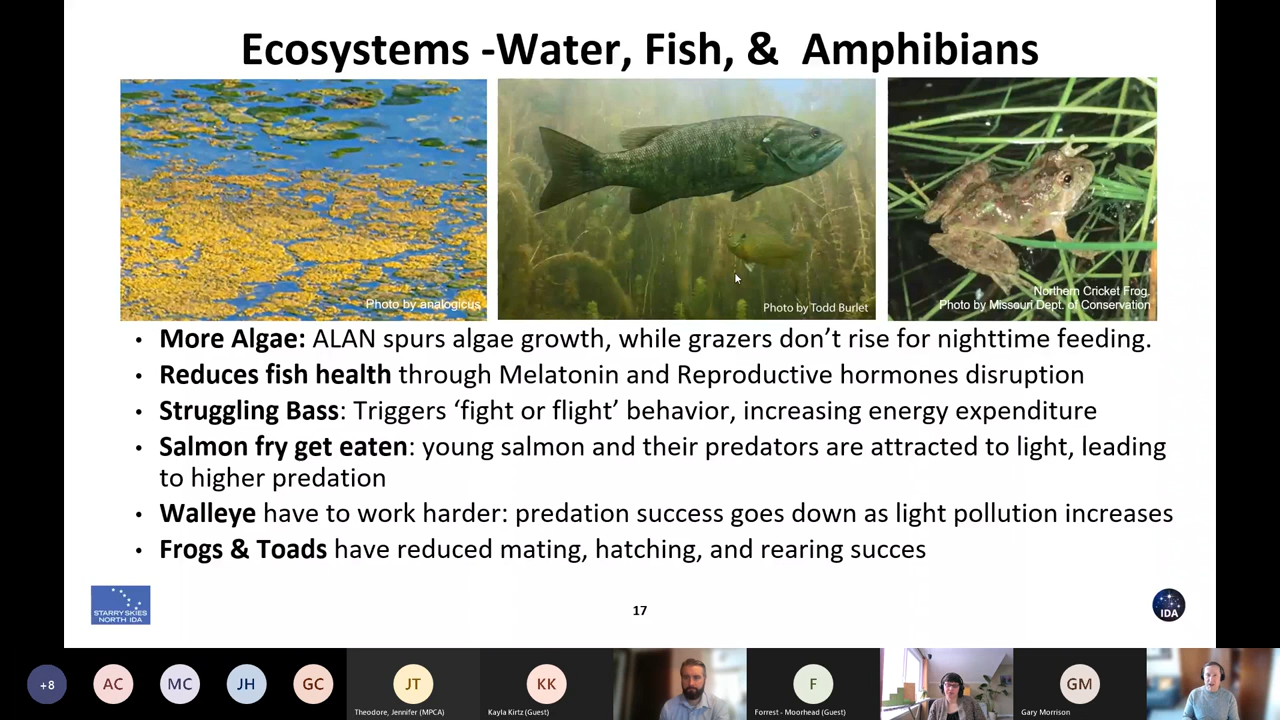 Ecosystems -Water, Fish, & Amphibians
Photo by analogicus
Photo by Todd Burlet
Northern Cricket Frog.
Photo by Missouri Dept. of Conservation
• More Algae: ALAN spurs algae growth, while grazers don’t rise for nighttime feeding.
• Reduces fish health through Melatonin and Reproductive hormones disruption
• Struggling Bass: Triggers ‘fight or flight’ behavior, increasing energy expenditure
• Salmon fry get eaten: young salmon and their predators are attracted to light, leading
to higher predation
• Walleye have to work harder: predation success goes down as light pollution increases
• Frogs & Toads have reduced mating, hatching, and rearing succes
STARRY SKIES
NORTH IDA
17
IDA
+8
AC
MC
JH
GC
JT
Theodore, Jennifer (MPCA)
KK
Kayla Kirtz (Guest)
F
Forrest - Moorhead (Guest)
GM
Gary Morrison